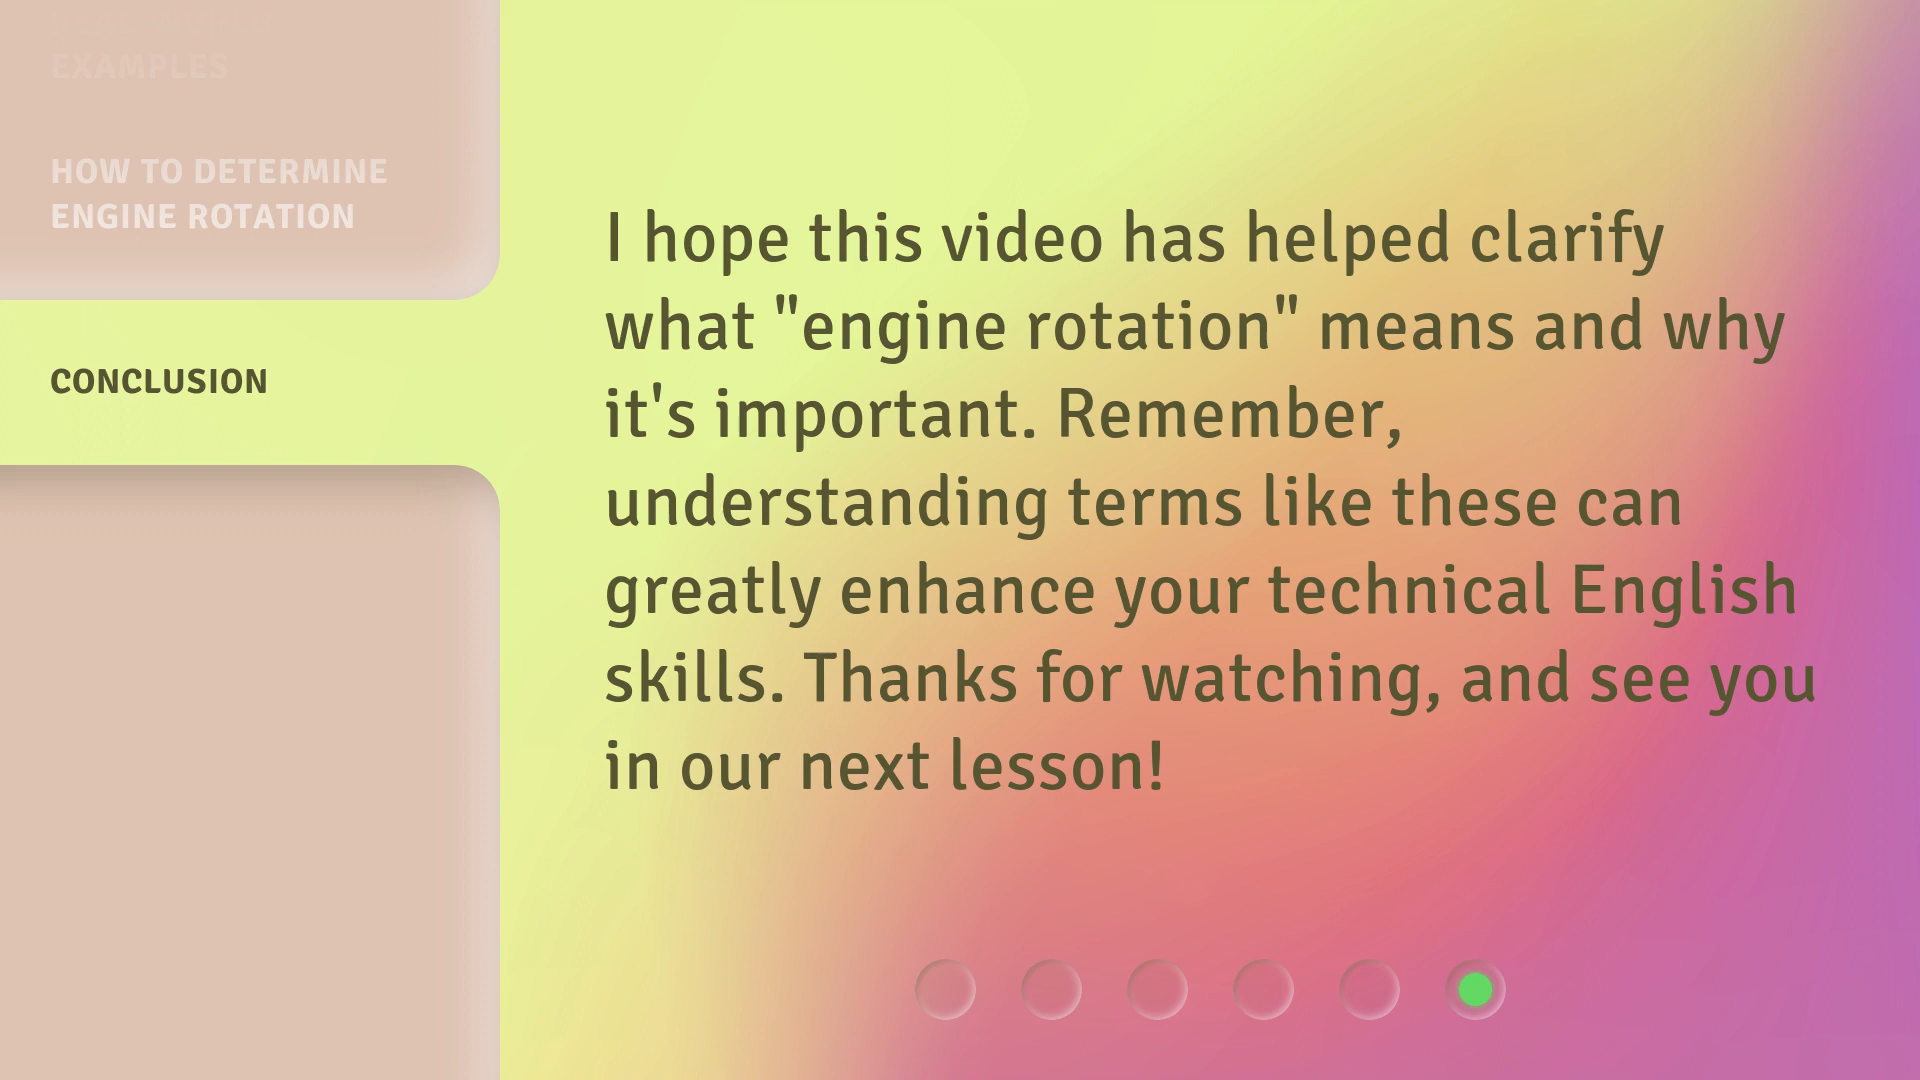 EXAMPLES
HOW TO DETERMINE
ENGINE ROTATION
CONCLUSION
I hope this video has helped clarify
what "engine rotation" means and why
it's important. Remember,
understanding terms like these can
greatly enhance your technical English
skills. Thanks for watching, and see you
in our next lesson!